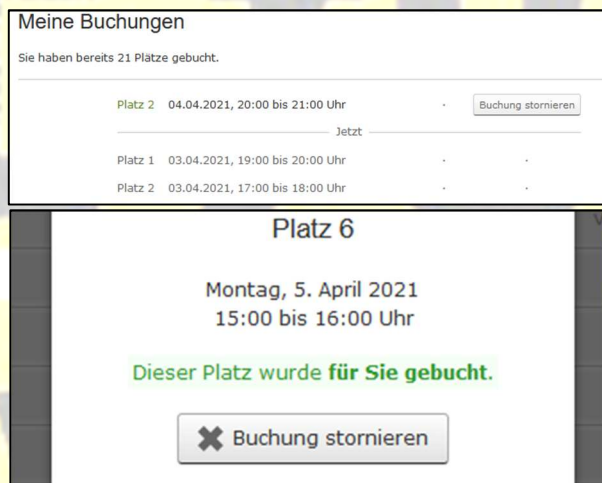 Meine Buchungen
Sie haben bereits 21 Plätze gebucht.
Platz 2 04.04.2021, 20:00 bis 21:00 Uhr - Buchung stornieren
Jetzt
Platz 1 03.04.2021, 19:00 bis 20:00 Uhr - -
Platz 2 03.04.2021, 17:00 bis 18:00 Uhr - -
Platz 6
Montag, 5. April 2021
15:00 bis 16:00 Uhr
Dieser Platz wurde für Sie gebucht.
Buchung stornieren